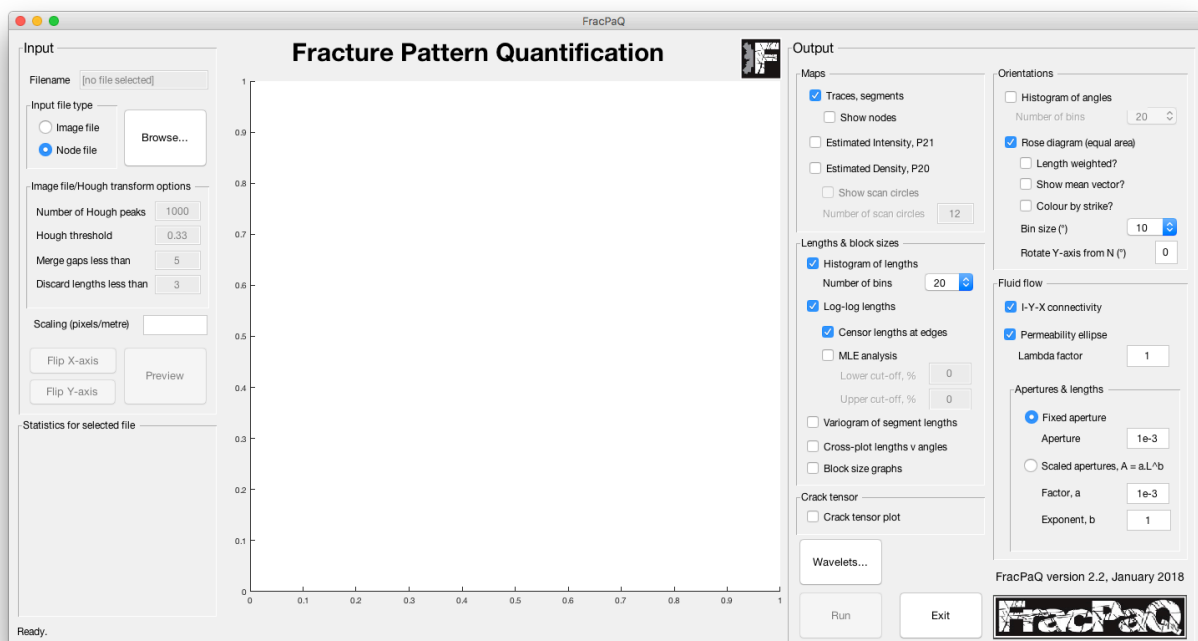 FracPaQ
Input
Filename [no file selected]
Input file type
Image file
Node file
Browse...
Image file/Hough transform options
Number of Hough peaks 1000
Hough threshold 0.33
Merge gaps less than 5
Discard lengths less than 3
Scaling (pixels/metre)
Flip X-axis
Flip Y-axis
Preview
Statistics for selected file
Ready.
Fracture Pattern Quantification
F
1
0.9
0.8
0.7
0.6
0.5
0.4
0.3
0.2
0.1
0
0 0.1 0.2 0.3 0.4 0.5 0.6 0.7 0.8 0.9 1
Output
Maps
Traces, segments
Show nodes
Estimated Intensity, P21
Estimated Density, P20
Show scan circles
Number of scan circles 12
Lengths & block sizes
Histogram of lengths
Number of bins 20
Log-log lengths
Censor lengths at edges
MLE analysis
Lower cut-off, % 0
Upper cut-off, % 0
Variogram of segment lengths
Cross-plot lengths v angles
Block size graphs
Crack tensor
Crack tensor plot
Wavelets...
Run
Exit
Orientations
Histogram of angles
Number of bins 20
Rose diagram (equal area)
Length weighted?
Show mean vector?
Colour by strike?
Bin size (°) 10
Rotate Y-axis from N (°) 0
Fluid flow
I-Y-X connectivity
Permeability ellipse
Lambda factor 1
Apertures & lengths
Fixed aperture
Aperture 1e-3
Scaled apertures, A = a.L^b
Factor, a 1e-3
Exponent, b 1
FracPaQ version 2.2, January 2018
FracPaQ